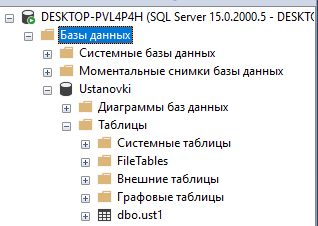 DESKTOP-PVL4P4H (SQL Server 15.0.2000.5 - DESKTO
Базы данных
Системные базы данных
Моментальные снимки базы данных
Ustanovki
Диаграммы баз данных
Таблицы
Системные таблицы
FileTables
Внешние таблицы
Графовые таблицы
dbo.ust1